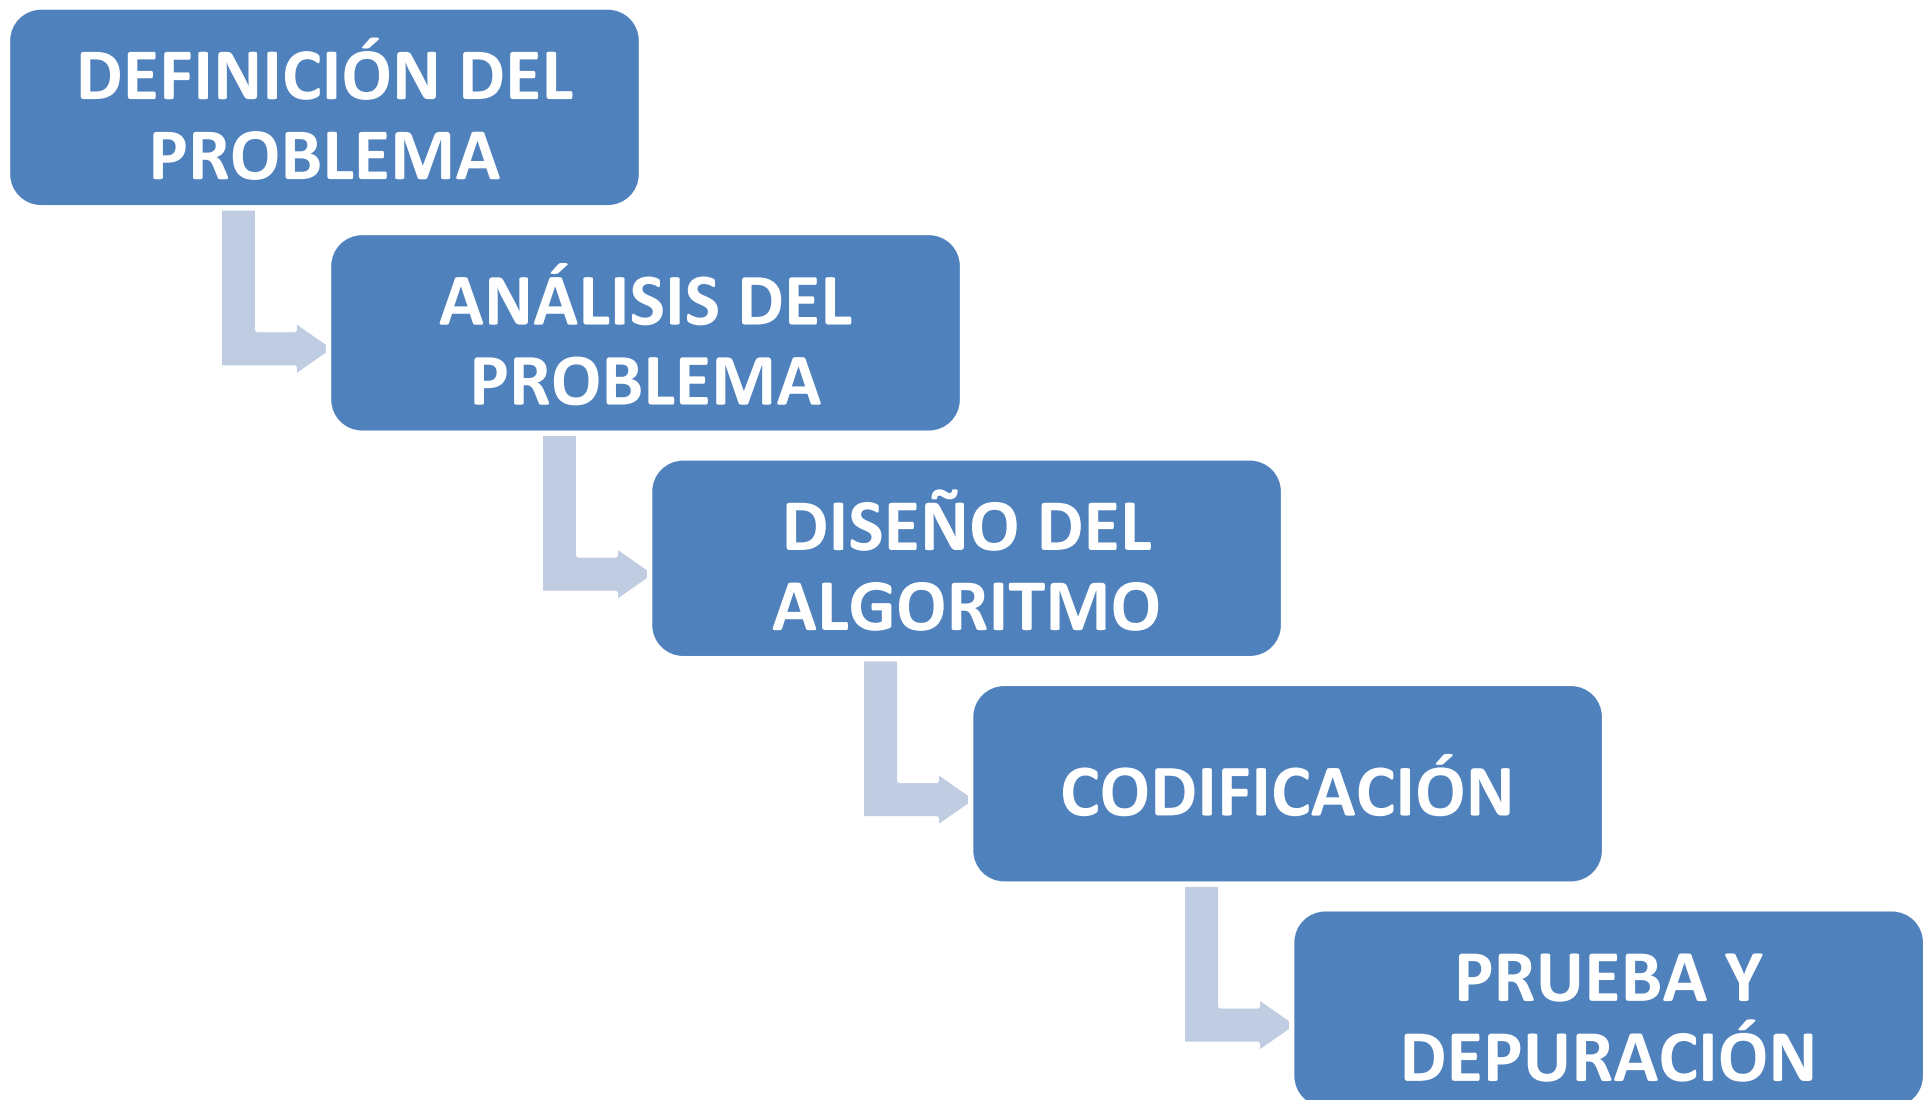 DEFINICIÓN DEL
PROBLEMA
ANÁLISIS DEL
PROBLEMA
DISEÑO DEL
ALGORITMO
CODIFICACIÓN
PRUEBA Y
DEPURACIÓN